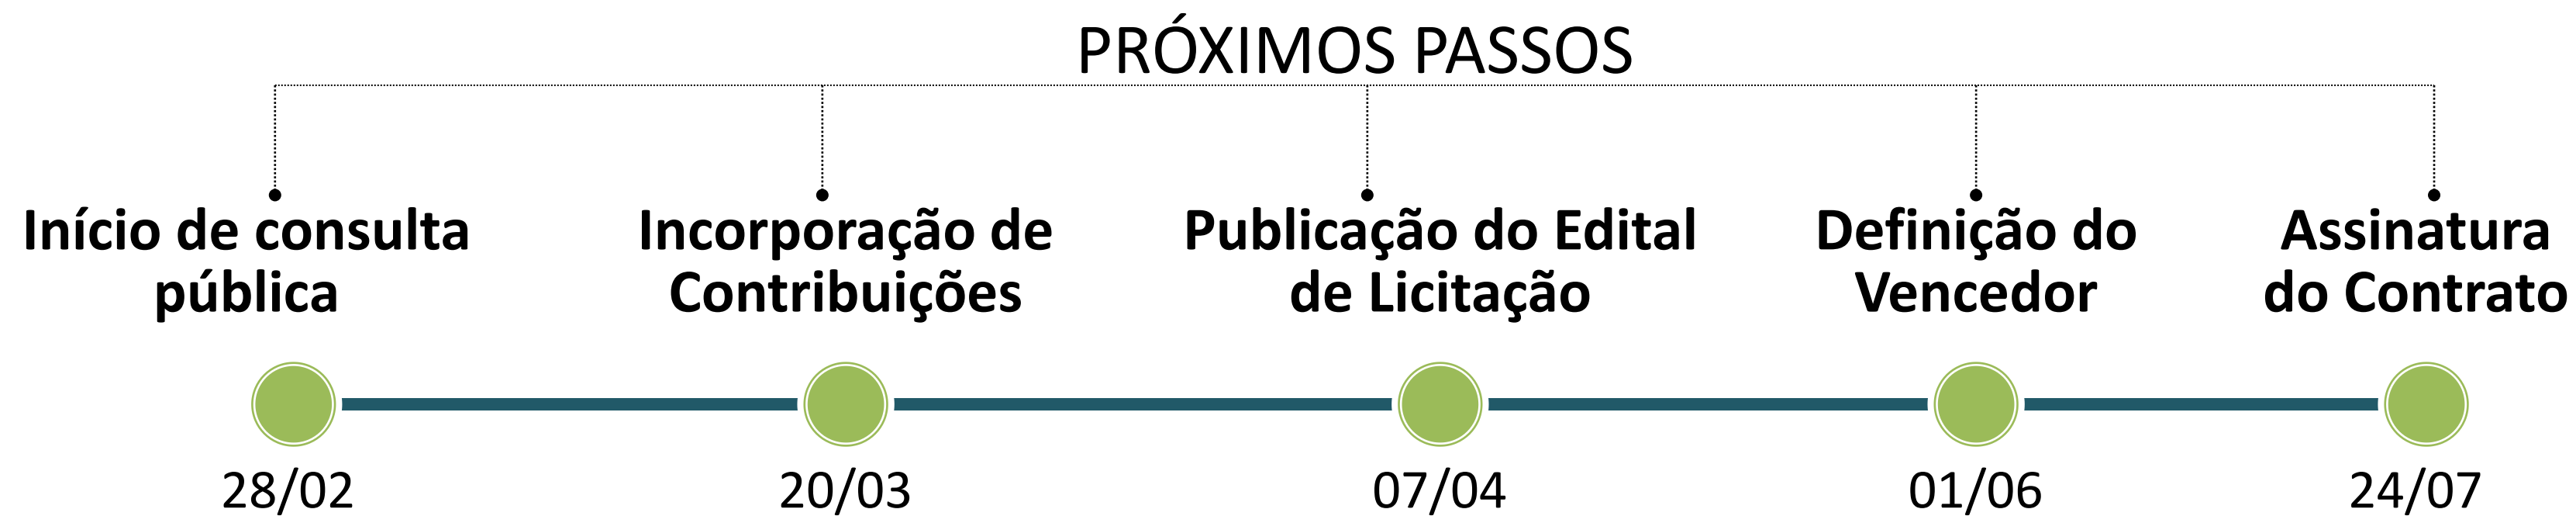 PRÓXIMOS PASSOS
Início de consulta
pública
Incorporação de
Contribuições
Publicação do Edital
de Licitação
Definição do
Vencedor
Assinatura
do Contrato
28/02
20/03
07/04
01/06
24/07